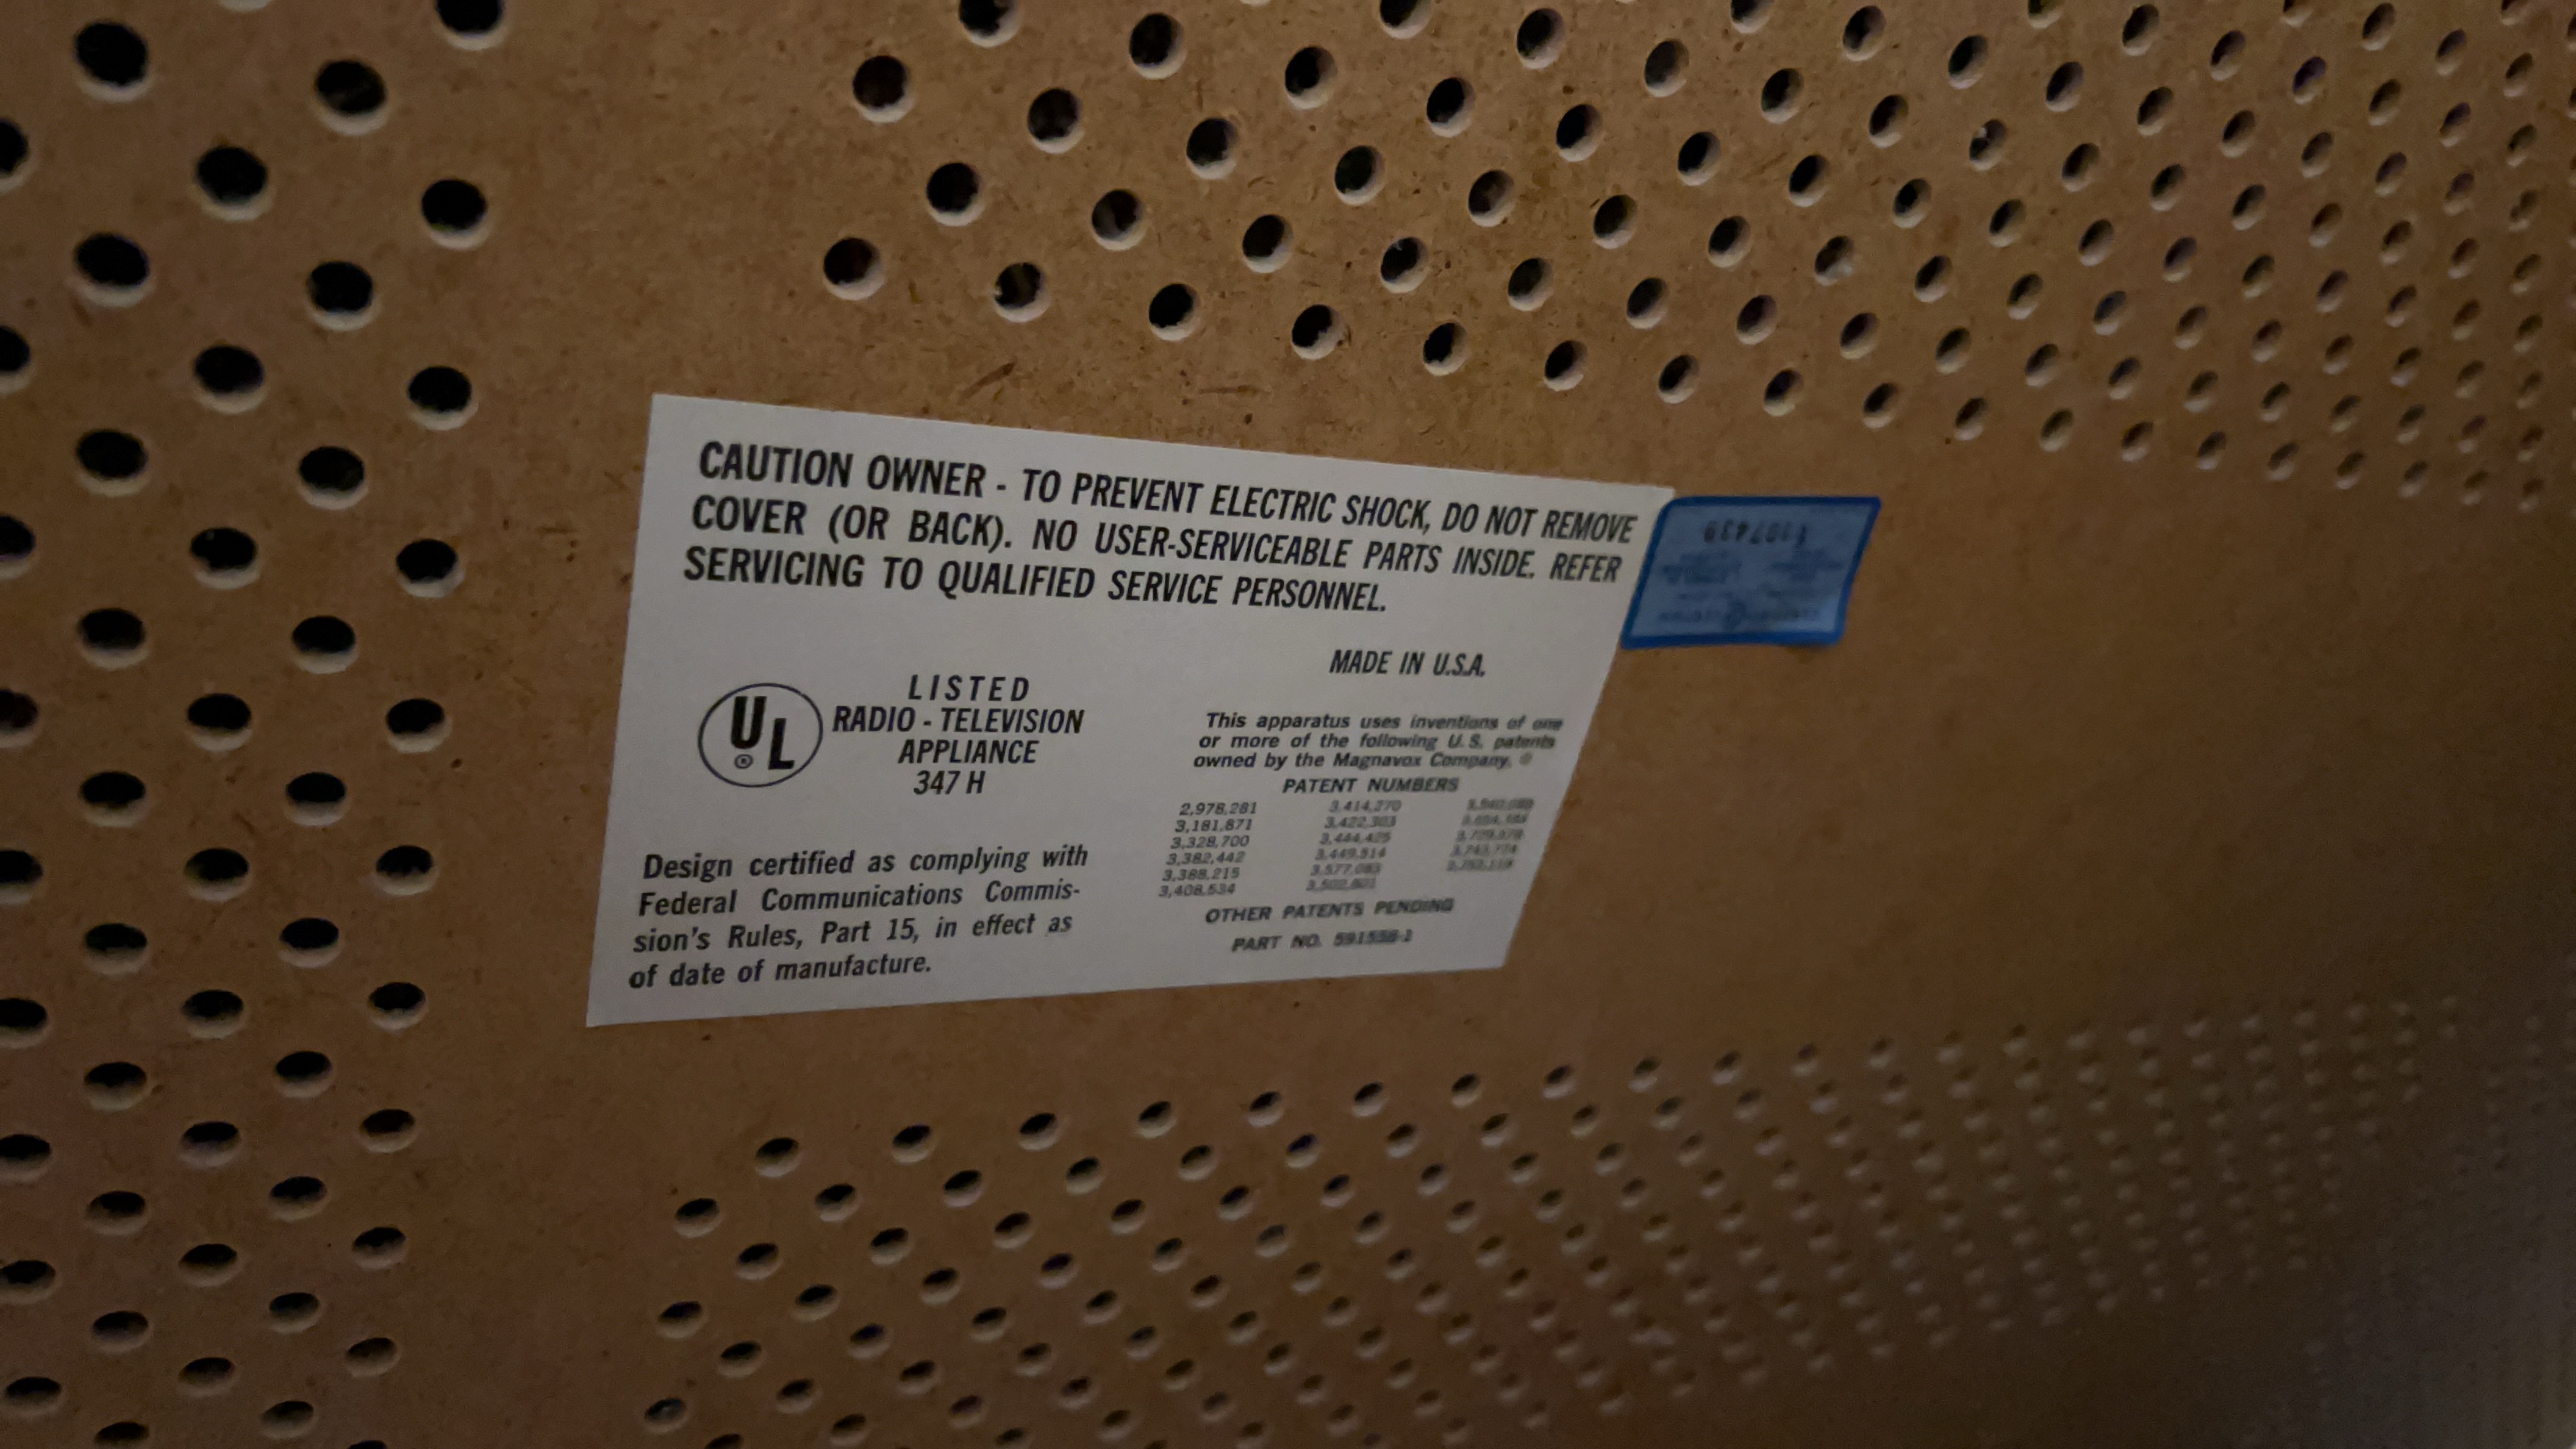 CAUTION OWNER - TO PREVENT ELECTRIC SHOCK, DO NOT REMOVE
COVER (OR BACK). NO USER-SERVICEABLE PARTS INSIDE. REFER
SERVICING TO QUALIFIED SERVICE PERSONNEL.
UL ®
LISTED
RADIO - TELEVISION
APPLIANCE
347 H
Design certified as complying with
Federal Communications Commis-
sion's Rules, Part 15, in effect as
of date of manufacture.
MADE IN U.S.A.
This apparatus uses inventions of one
or more of the following U.S. patents
owned by the Magnavox Company.
PATENT NUMBERS
2,978,281 3,414,270
3,181,871 3,422,303
3,328,700 3,444,425
3,382,442 3,449,514
3,388,215
3,408,534
OTHER PATENTS PENDING
PART NO.